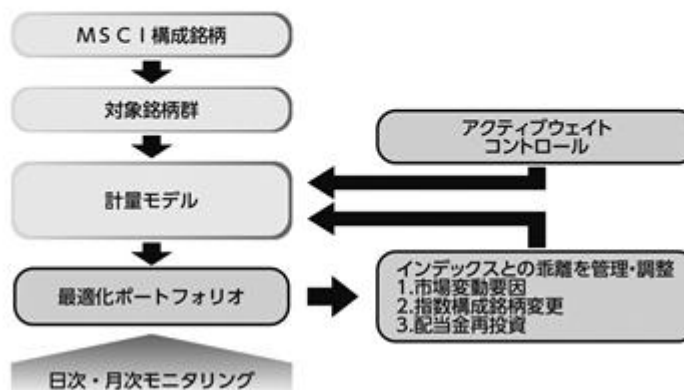 MSCI構成銘柄
対象銘柄群
アクティブウェイト
コントロール
計量モデル
最適化ポートフォリオ
インデックスとの乖離を管理・調整
1.市場変動要因
2.指数構成銘柄変更
3.配当金再投資
日次・月次モニタリング